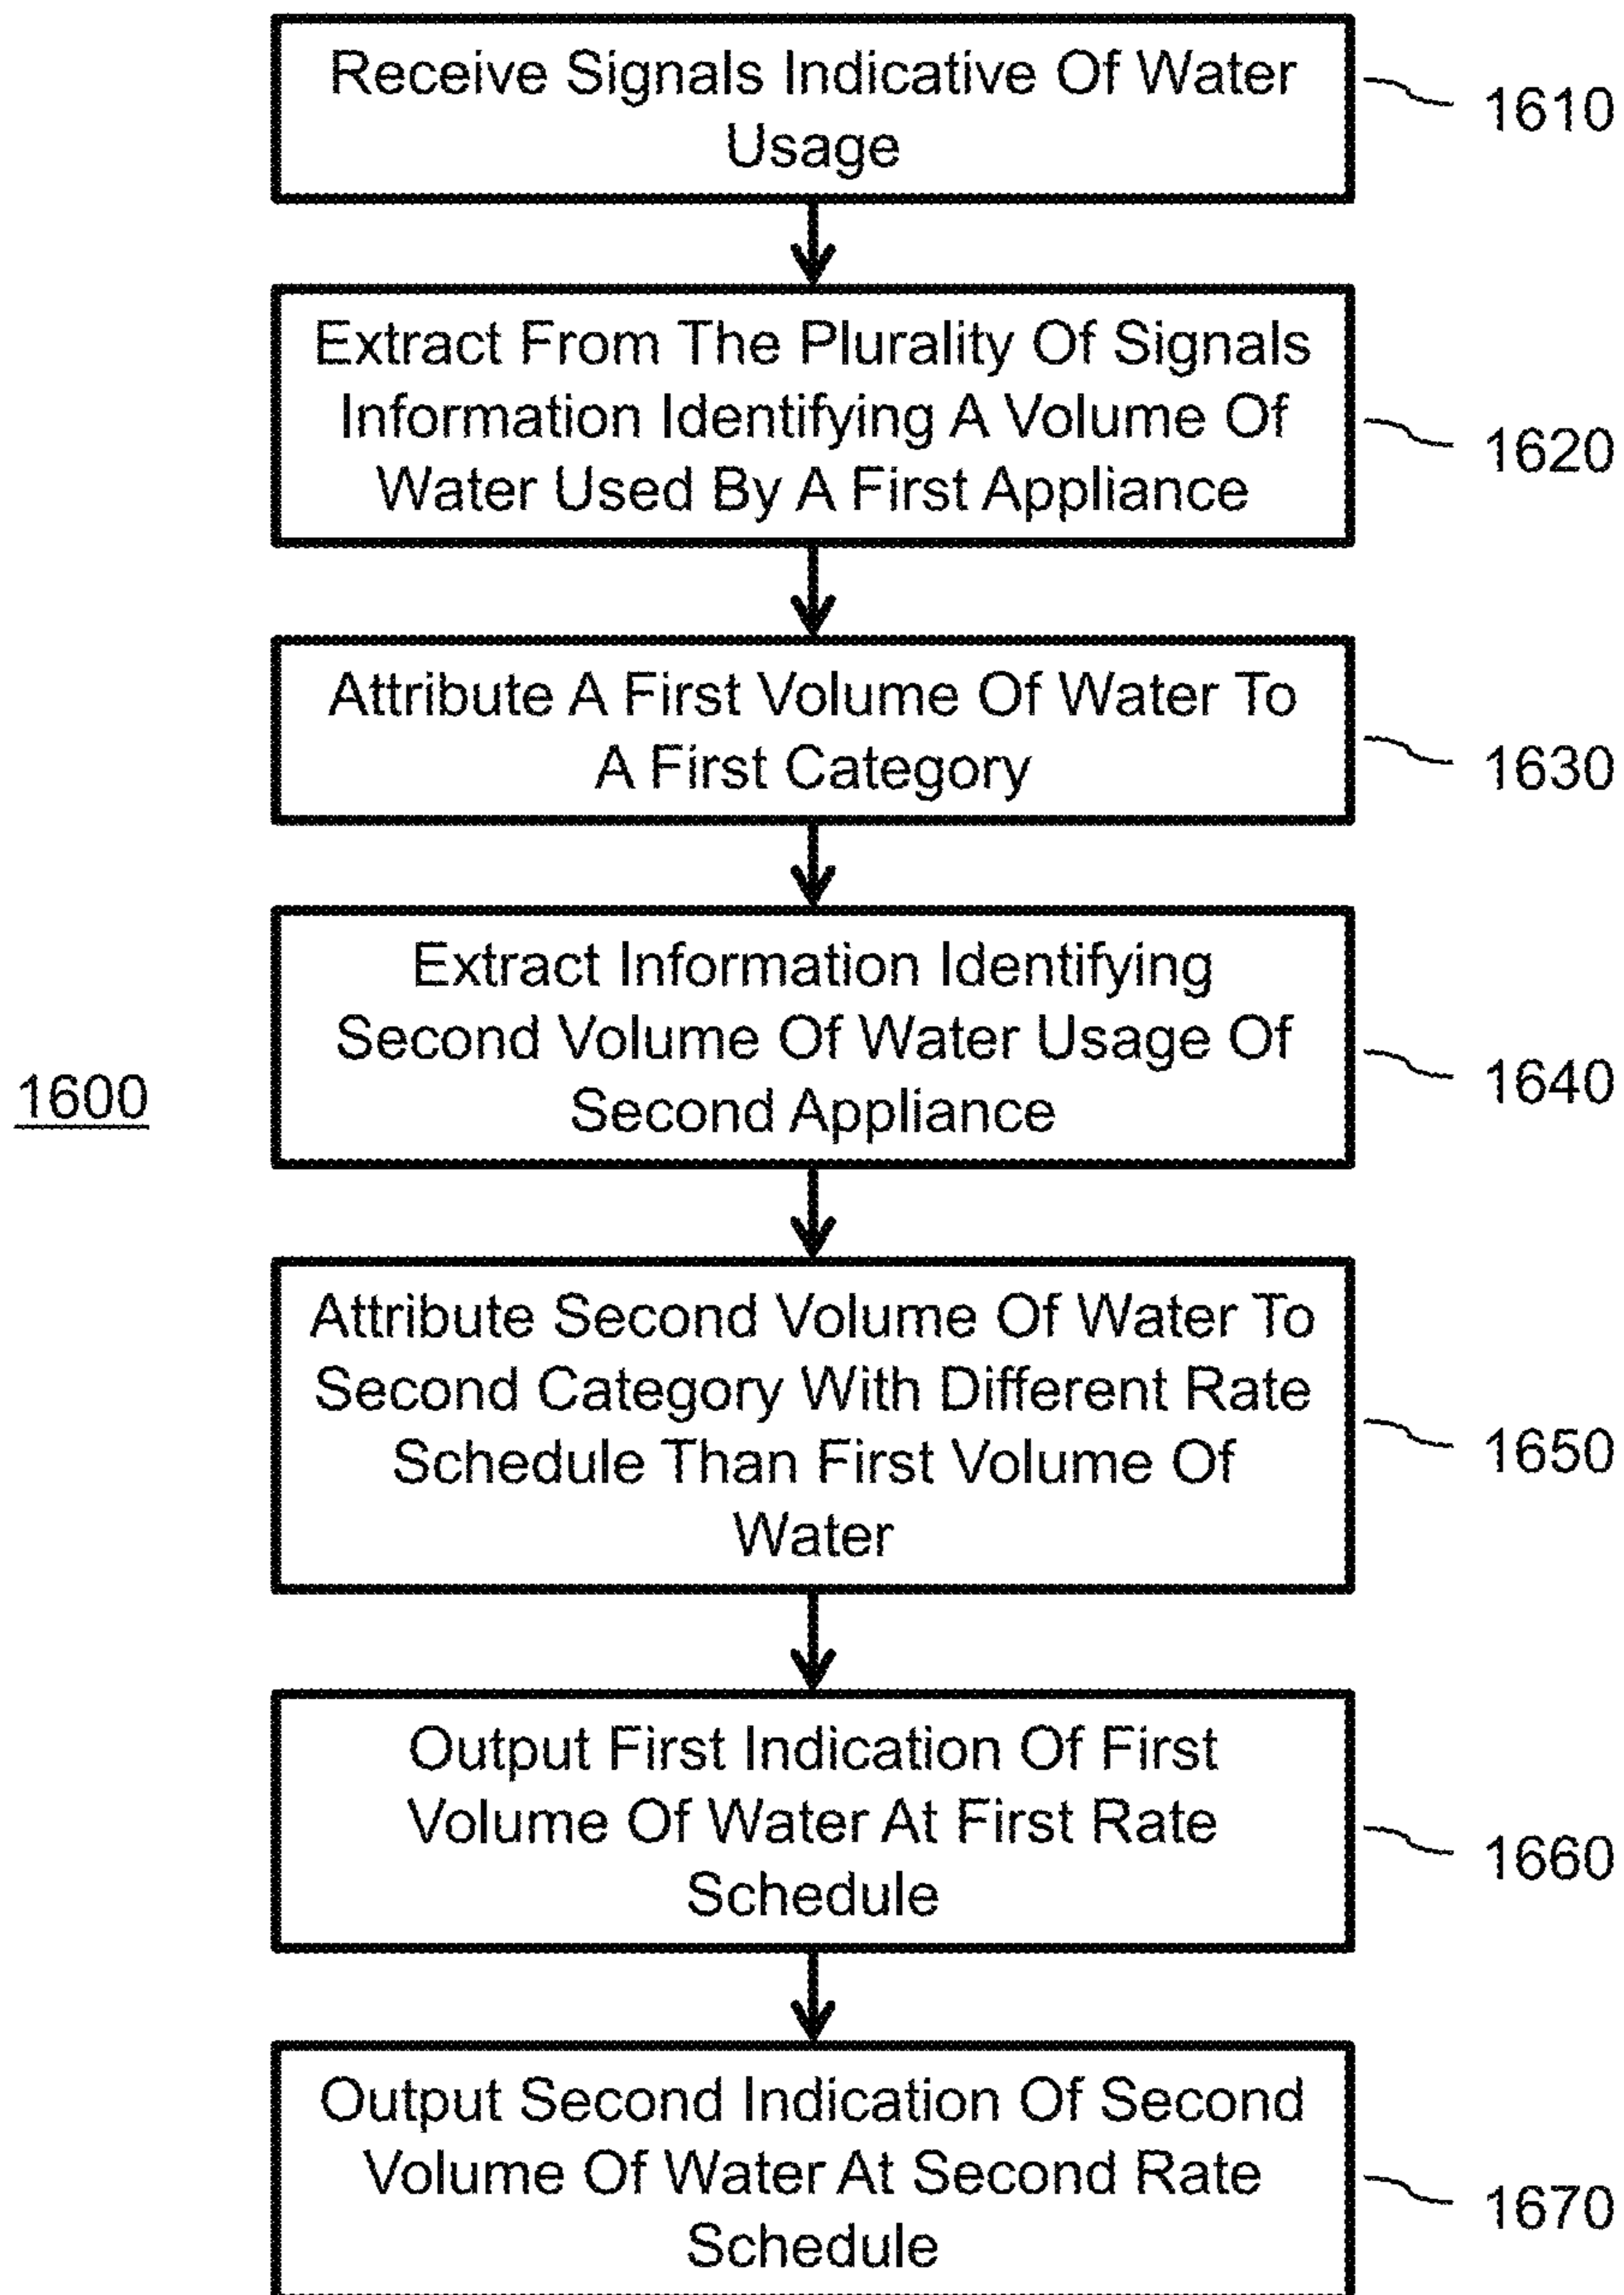 Receive Signals Indicative Of Water
Usage
1610
Extract From The Plurality Of Signals
Information Identifying A Volume Of
Water Used By A First Appliance
1620
Attribute A First Volume Of Water To
A First Category
1630
Extract Information Identifying
Second Volume Of Water Usage Of
Second Appliance
1640
1600
Attribute Second Volume Of Water To
Second Category With Different Rate
Schedule Than First Volume Of
Water
1650
Output First Indication Of First
Volume Of Water At First Rate
Schedule
1660
Output Second Indication Of Second
Volume Of Water At Second Rate
Schedule
1670